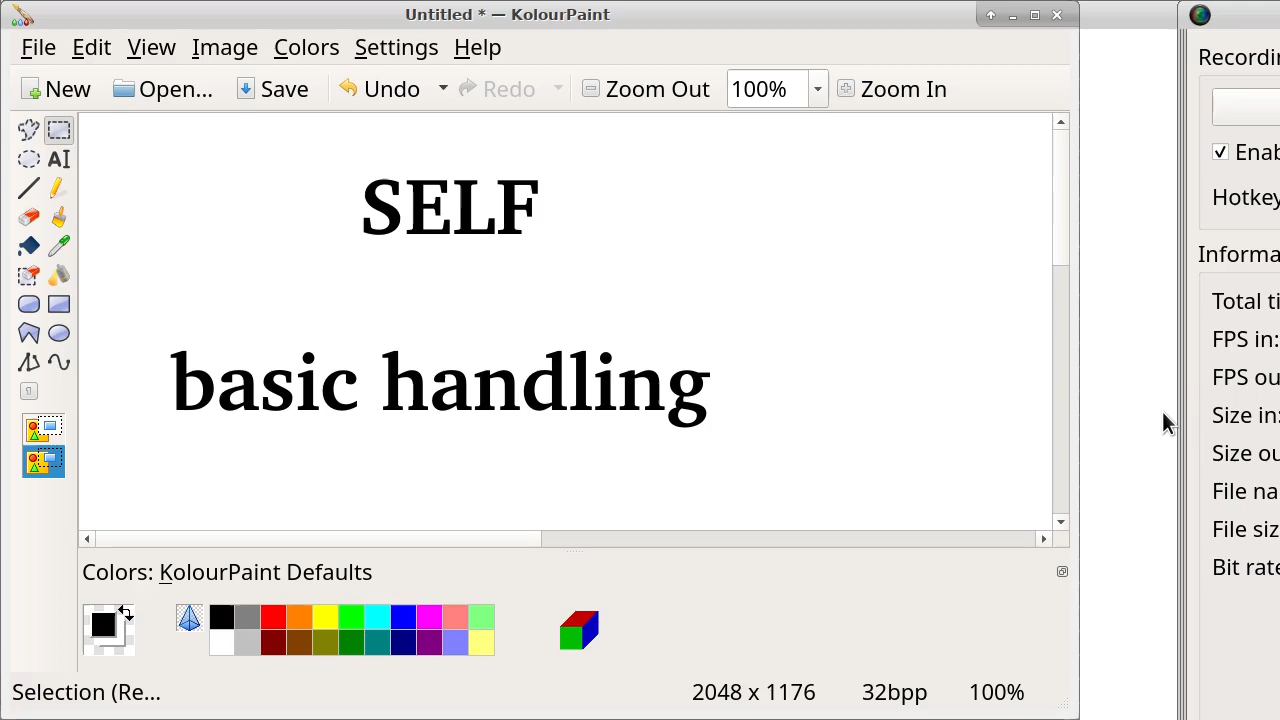 Untitled * — KolourPaint
File Edit View Image Colors Settings Help
New Open... Save Undo Redo Zoom Out 100% Zoom In
AI
SELF
basic handling
Colors: KolourPaint Defaults
Selection (Re... 2048 x 1176 32bpp 100%
Recordin
Enab
Hotkey
Informa
Total ti
FPS in:
FPS ou
Size in:
Size ou
File na
File siz
Bit rate